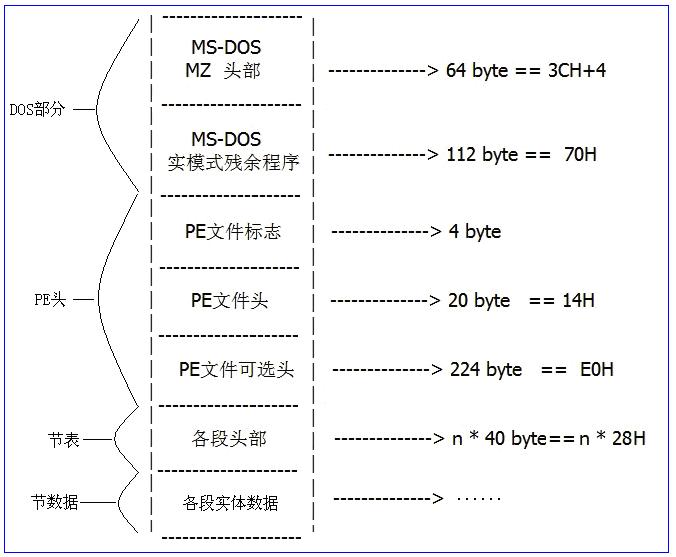 MS-DOS
MZ 头部
--------------> 64 byte == 3CH+4
DOS部分
MS-DOS
实模式残余程序
--------------> 112 byte == 70H
PE文件标志
--------------> 4 byte
PE头
PE文件头
--------------> 20 byte == 14H
PE文件可选头
--------------> 224 byte == E0H
节表
各段头部
--------------> n * 40 byte==n * 28H
节数据
各段实体数据
--------------> ······